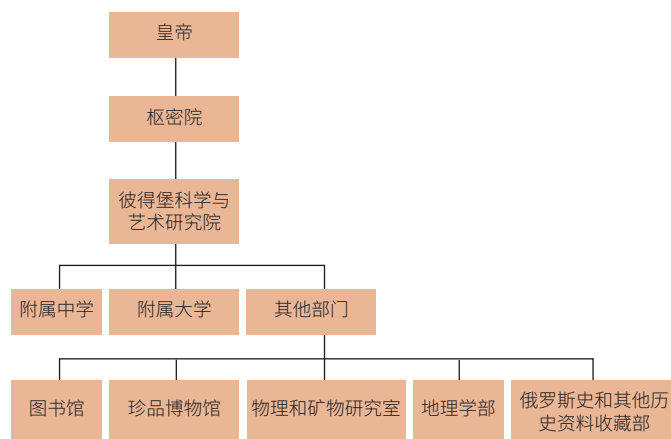 皇帝
枢密院
彼得堡科学与
艺术研究院
附属中学
附属大学
其他部门
图书馆
珍品博物馆
物理和矿物研究室
地理学部
俄罗斯史和其他历
史资料收藏部